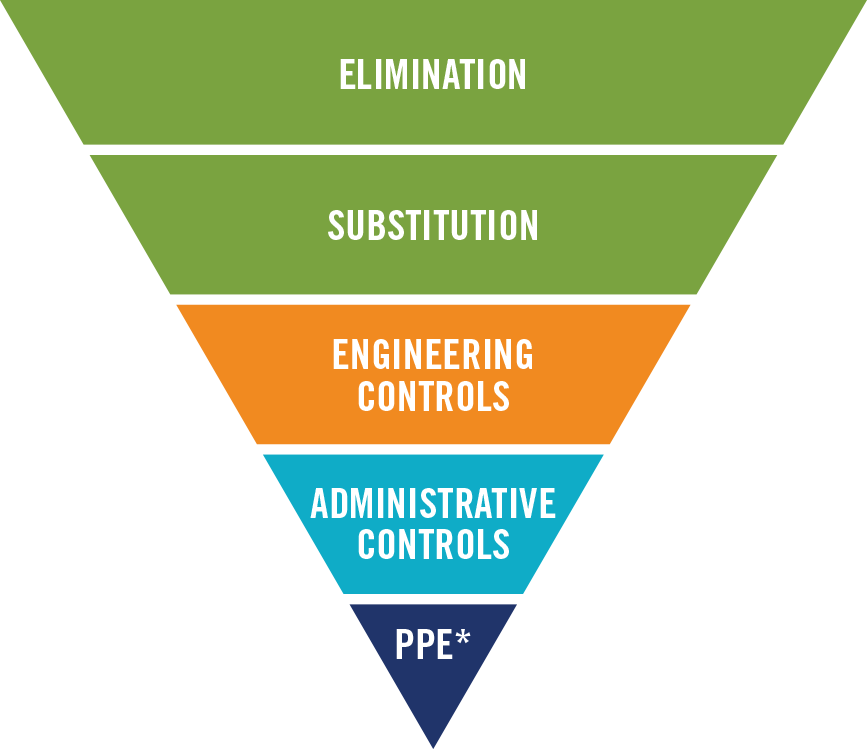 ELIMINATION
SUBSTITUTION
ENGINEERING
CONTROLS
ADMINISTRATIVE
CONTROLS
PPE*